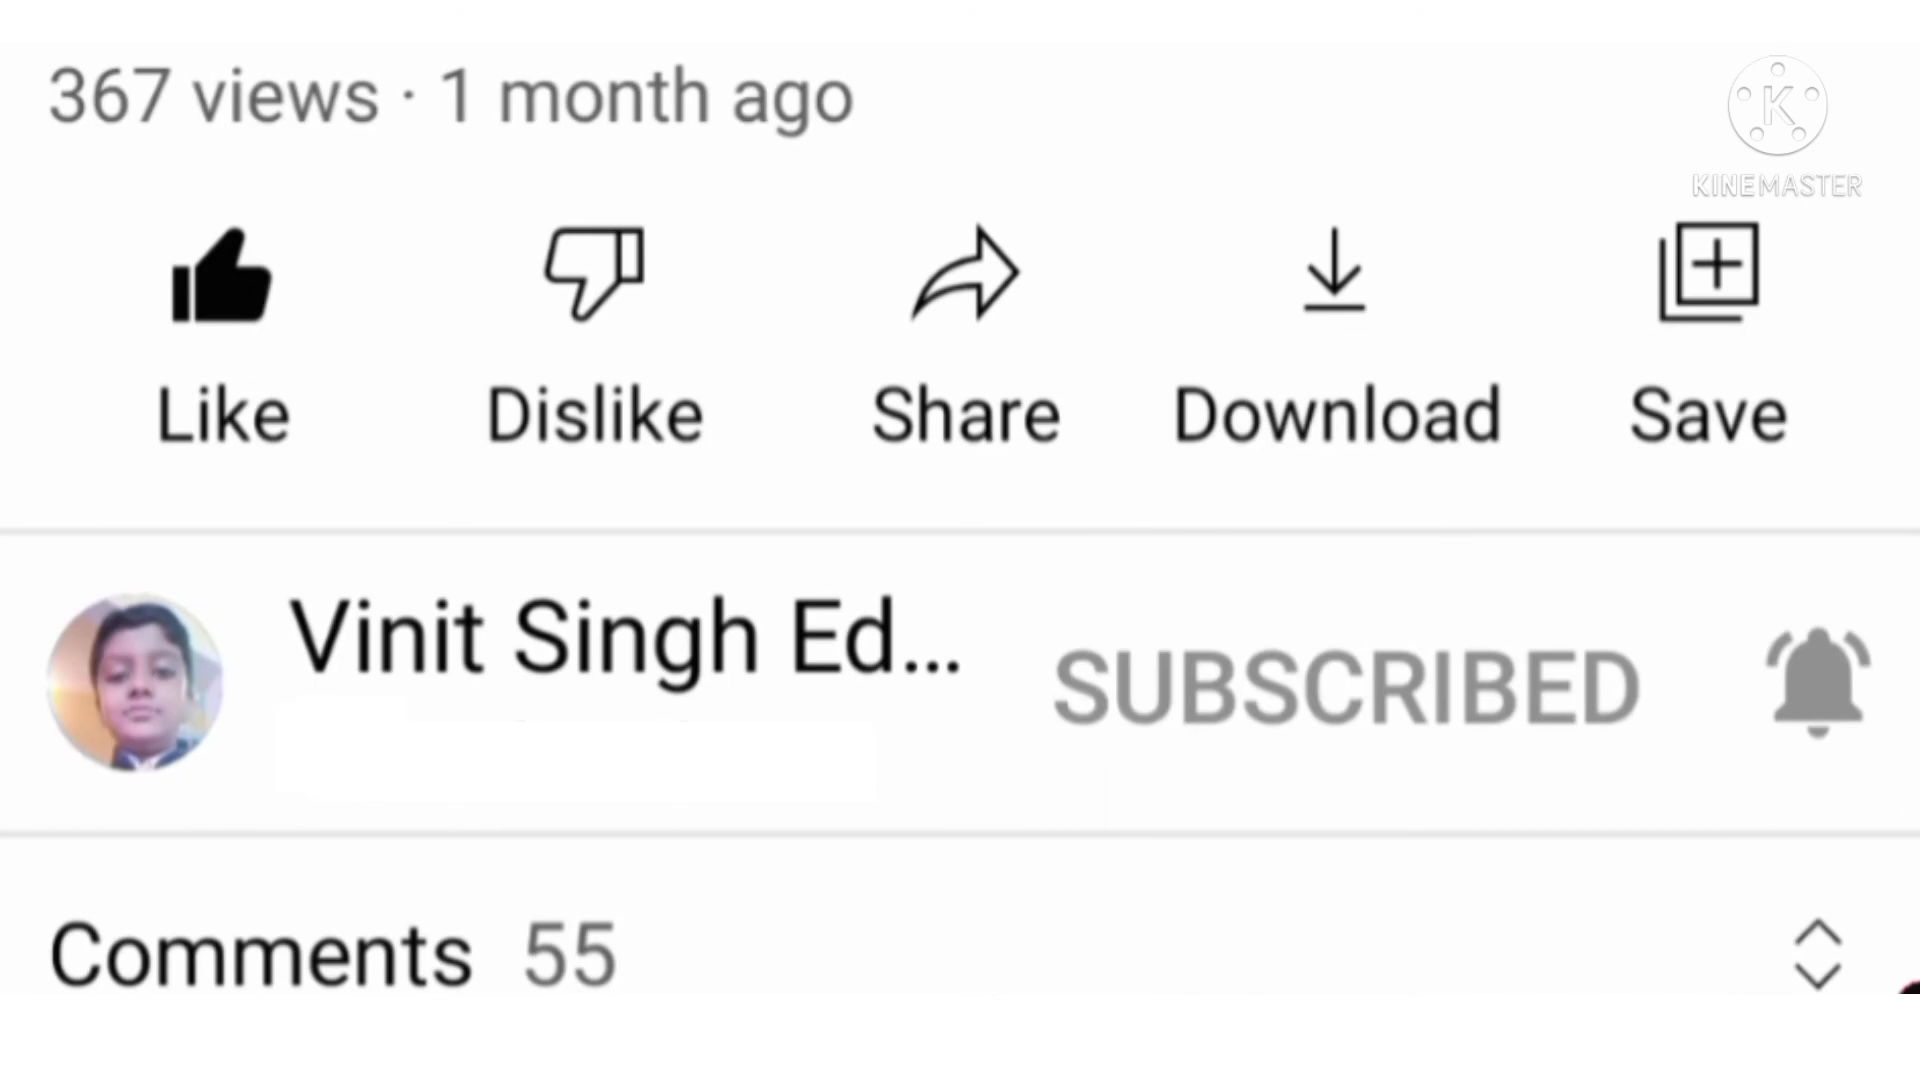 367 views · 1 month ago
KINEMASTER
Like Dislike Share Download Save
Vinit Singh Ed...
SUBSCRIBED
Comments 55